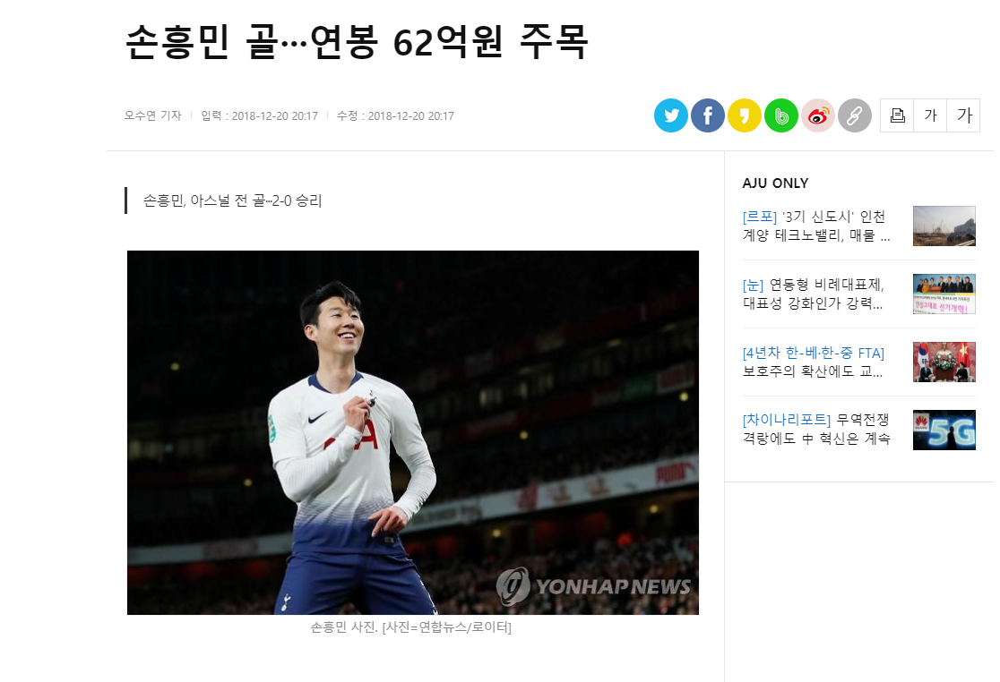 손흥민 골···연봉 62억원 주목
오수연 기자 | 입력 : 2018-12-20 20:17 | 수정 : 2018-12-20 20:17
가 가
손흥민, 아스널 전 골···2-0 승리
YONHAP NEWS
손흥민 사진. [사진=연합뉴스/로이터]
AJU ONLY
[르포] '3기 신도시' 인천
계양 테크노밸리, 매물 ...
[눈] 연동형 비례대표제,
대표성 강화인가 강력...
[4년차 한-베·한-중 FTA]
보호주의 확산에도 교...
[차이나리포트] 무역전쟁
격랑에도 中 혁신은 계속
5G